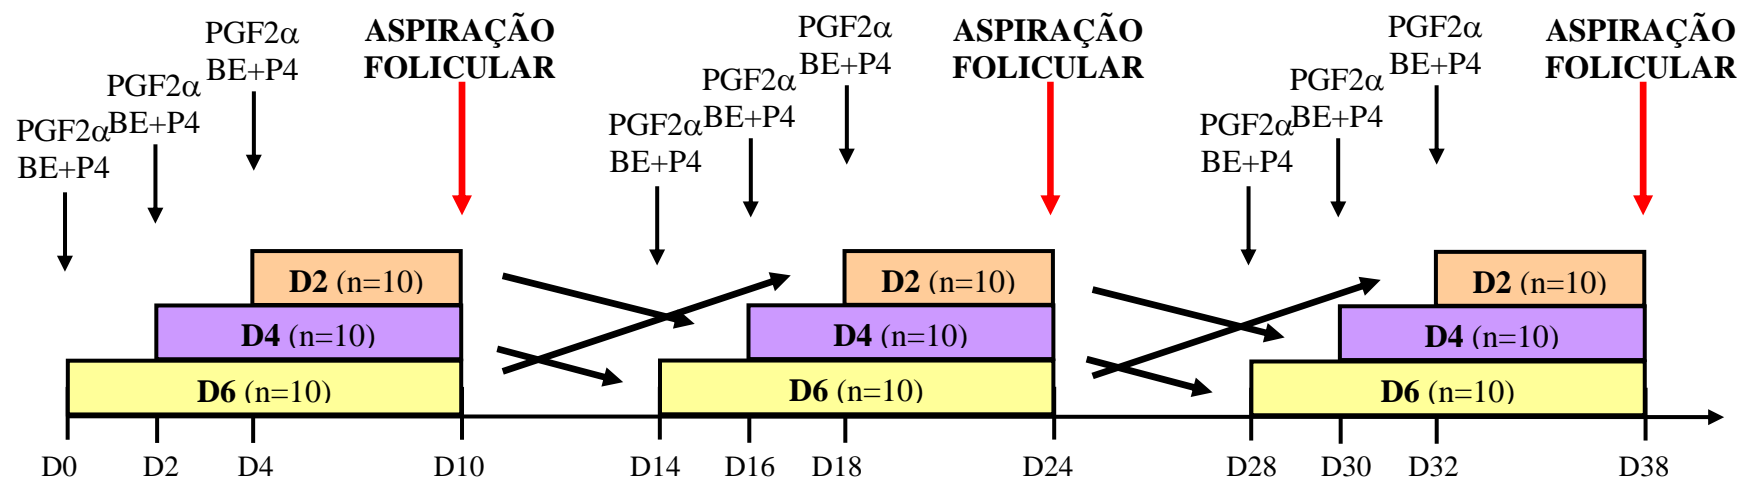 PGF2α
BE+P4
PGF2α
BE+P4
PGF2α
BE+P4
ASPIRAÇÃO
FOLICULAR
PGF2α
BE+P4
PGF2α
BE+P4
PGF2α
BE+P4
ASPIRAÇÃO
FOLICULAR
PGF2α
BE+P4
PGF2α
BE+P4
PGF2α
BE+P4
ASPIRAÇÃO
FOLICULAR
D2 (n=10)
D4 (n=10)
D6 (n=10)
D2 (n=10)
D4 (n=10)
D6 (n=10)
D2 (n=10)
D4 (n=10)
D6 (n=10)
D0 D2 D4 D10 D14 D16 D18 D24 D28 D30 D32 D38